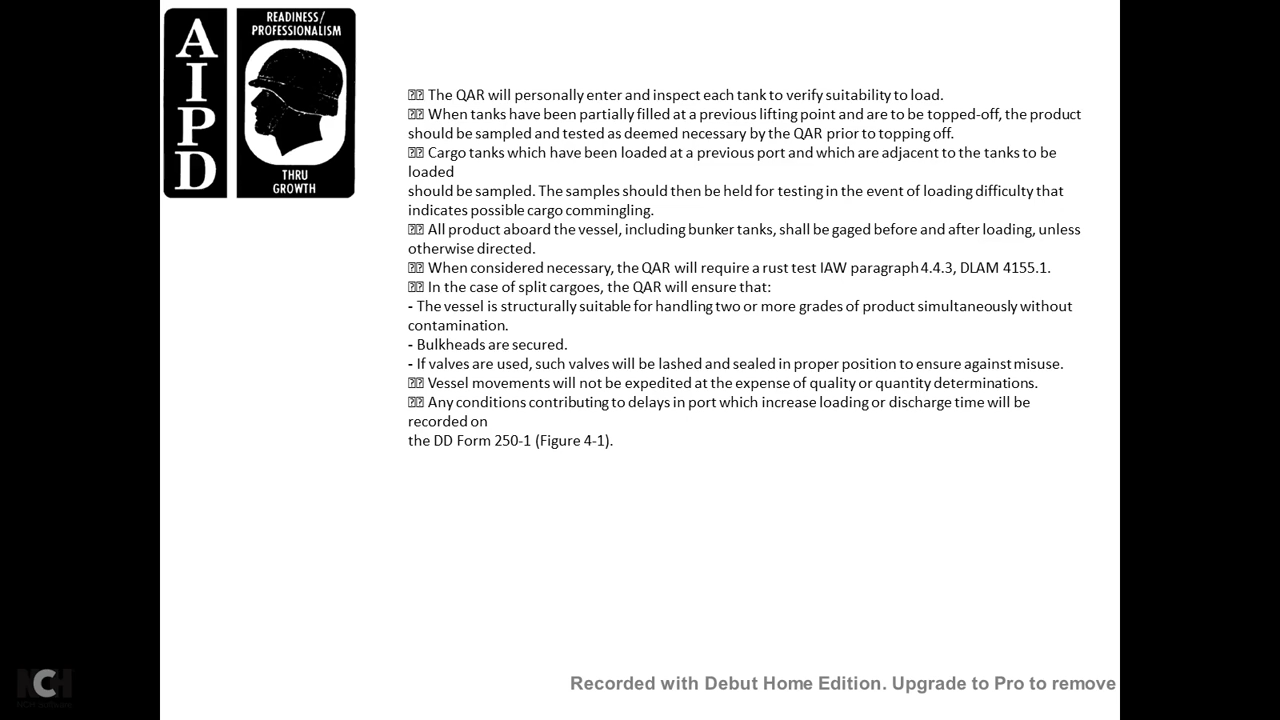 A
I
P
D
READINESS/
PROFESSIONALISM
THRU
GROWTH
⍰⍰ The QAR will personally enter and inspect each tank to verify suitability to load.
⍰⍰ When tanks have been partially filled at a previous lifting point and are to be topped-off, the product
should be sampled and tested as deemed necessary by the QAR prior to topping off.
⍰⍰ Cargo tanks which have been loaded at a previous port and which are adjacent to the tanks to be
loaded
should be sampled. The samples should then be held for testing in the event of loading difficulty that
indicates possible cargo commingling.
⍰⍰ All product aboard the vessel, including bunker tanks, shall be gaged before and after loading, unless
otherwise directed.
⍰⍰ When considered necessary, the QAR will require a rust test IAW paragraph 4.4.3, DLAM 4155.1.
⍰⍰ In the case of split cargoes, the QAR will ensure that:
- The vessel is structurally suitable for handling two or more grades of product simultaneously without
contamination.
- Bulkheads are secured.
- If valves are used, such valves will be lashed and sealed in proper position to ensure against misuse.
⍰⍰ Vessel movements will not be expedited at the expense of quality or quantity determinations.
⍰⍰ Any conditions contributing to delays in port which increase loading or discharge time will be
recorded on
the DD Form 250-1 (Figure 4-1).
NCH
NCH Software
Recorded with Debut Home Edition. Upgrade to Pro to remove